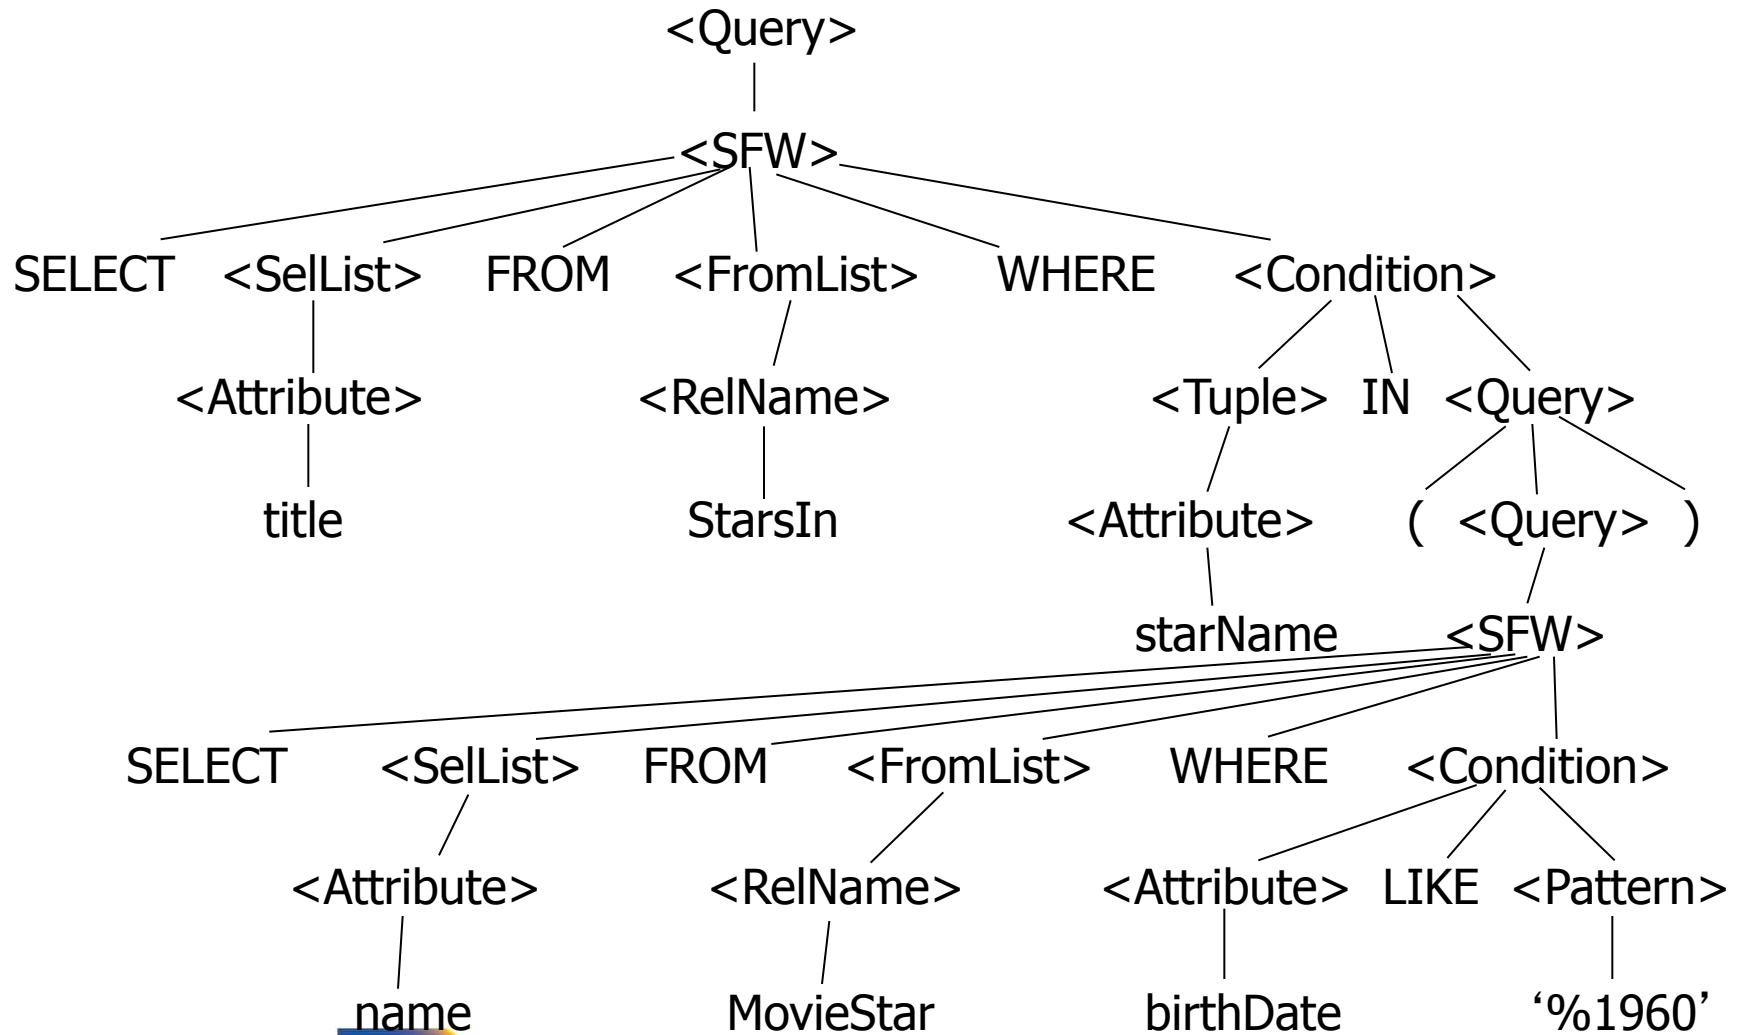 <Query>
<SFW>
SELECT <SelList> FROM <FromList> WHERE <Condition>
<Attribute> <RelName> <Tuple> IN <Query>
title StarsIn <Attribute> ( <Query> )
starName <SFW>
SELECT <SelList> FROM <FromList> WHERE <Condition>
<Attribute> <RelName> <Attribute> LIKE <Pattern>
name MovieStar birthDate ‘%1960’